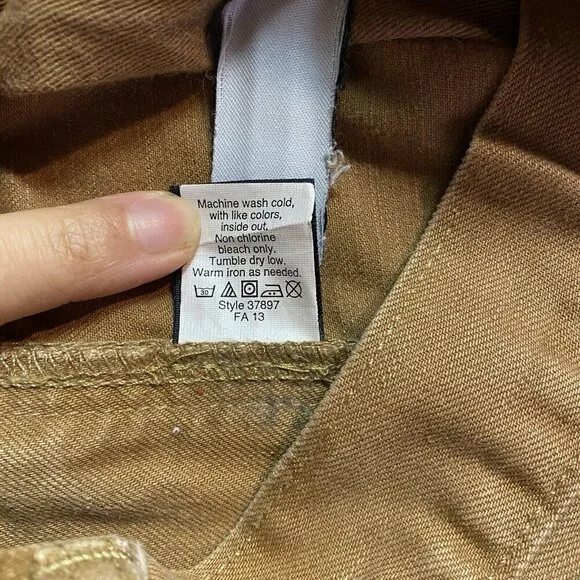 Machine wash cold,
with like colors,
inside out.
Non chlorine
bleach only.
Tumble dry low.
Warm iron as needed.
30
Style 37897
FA 13